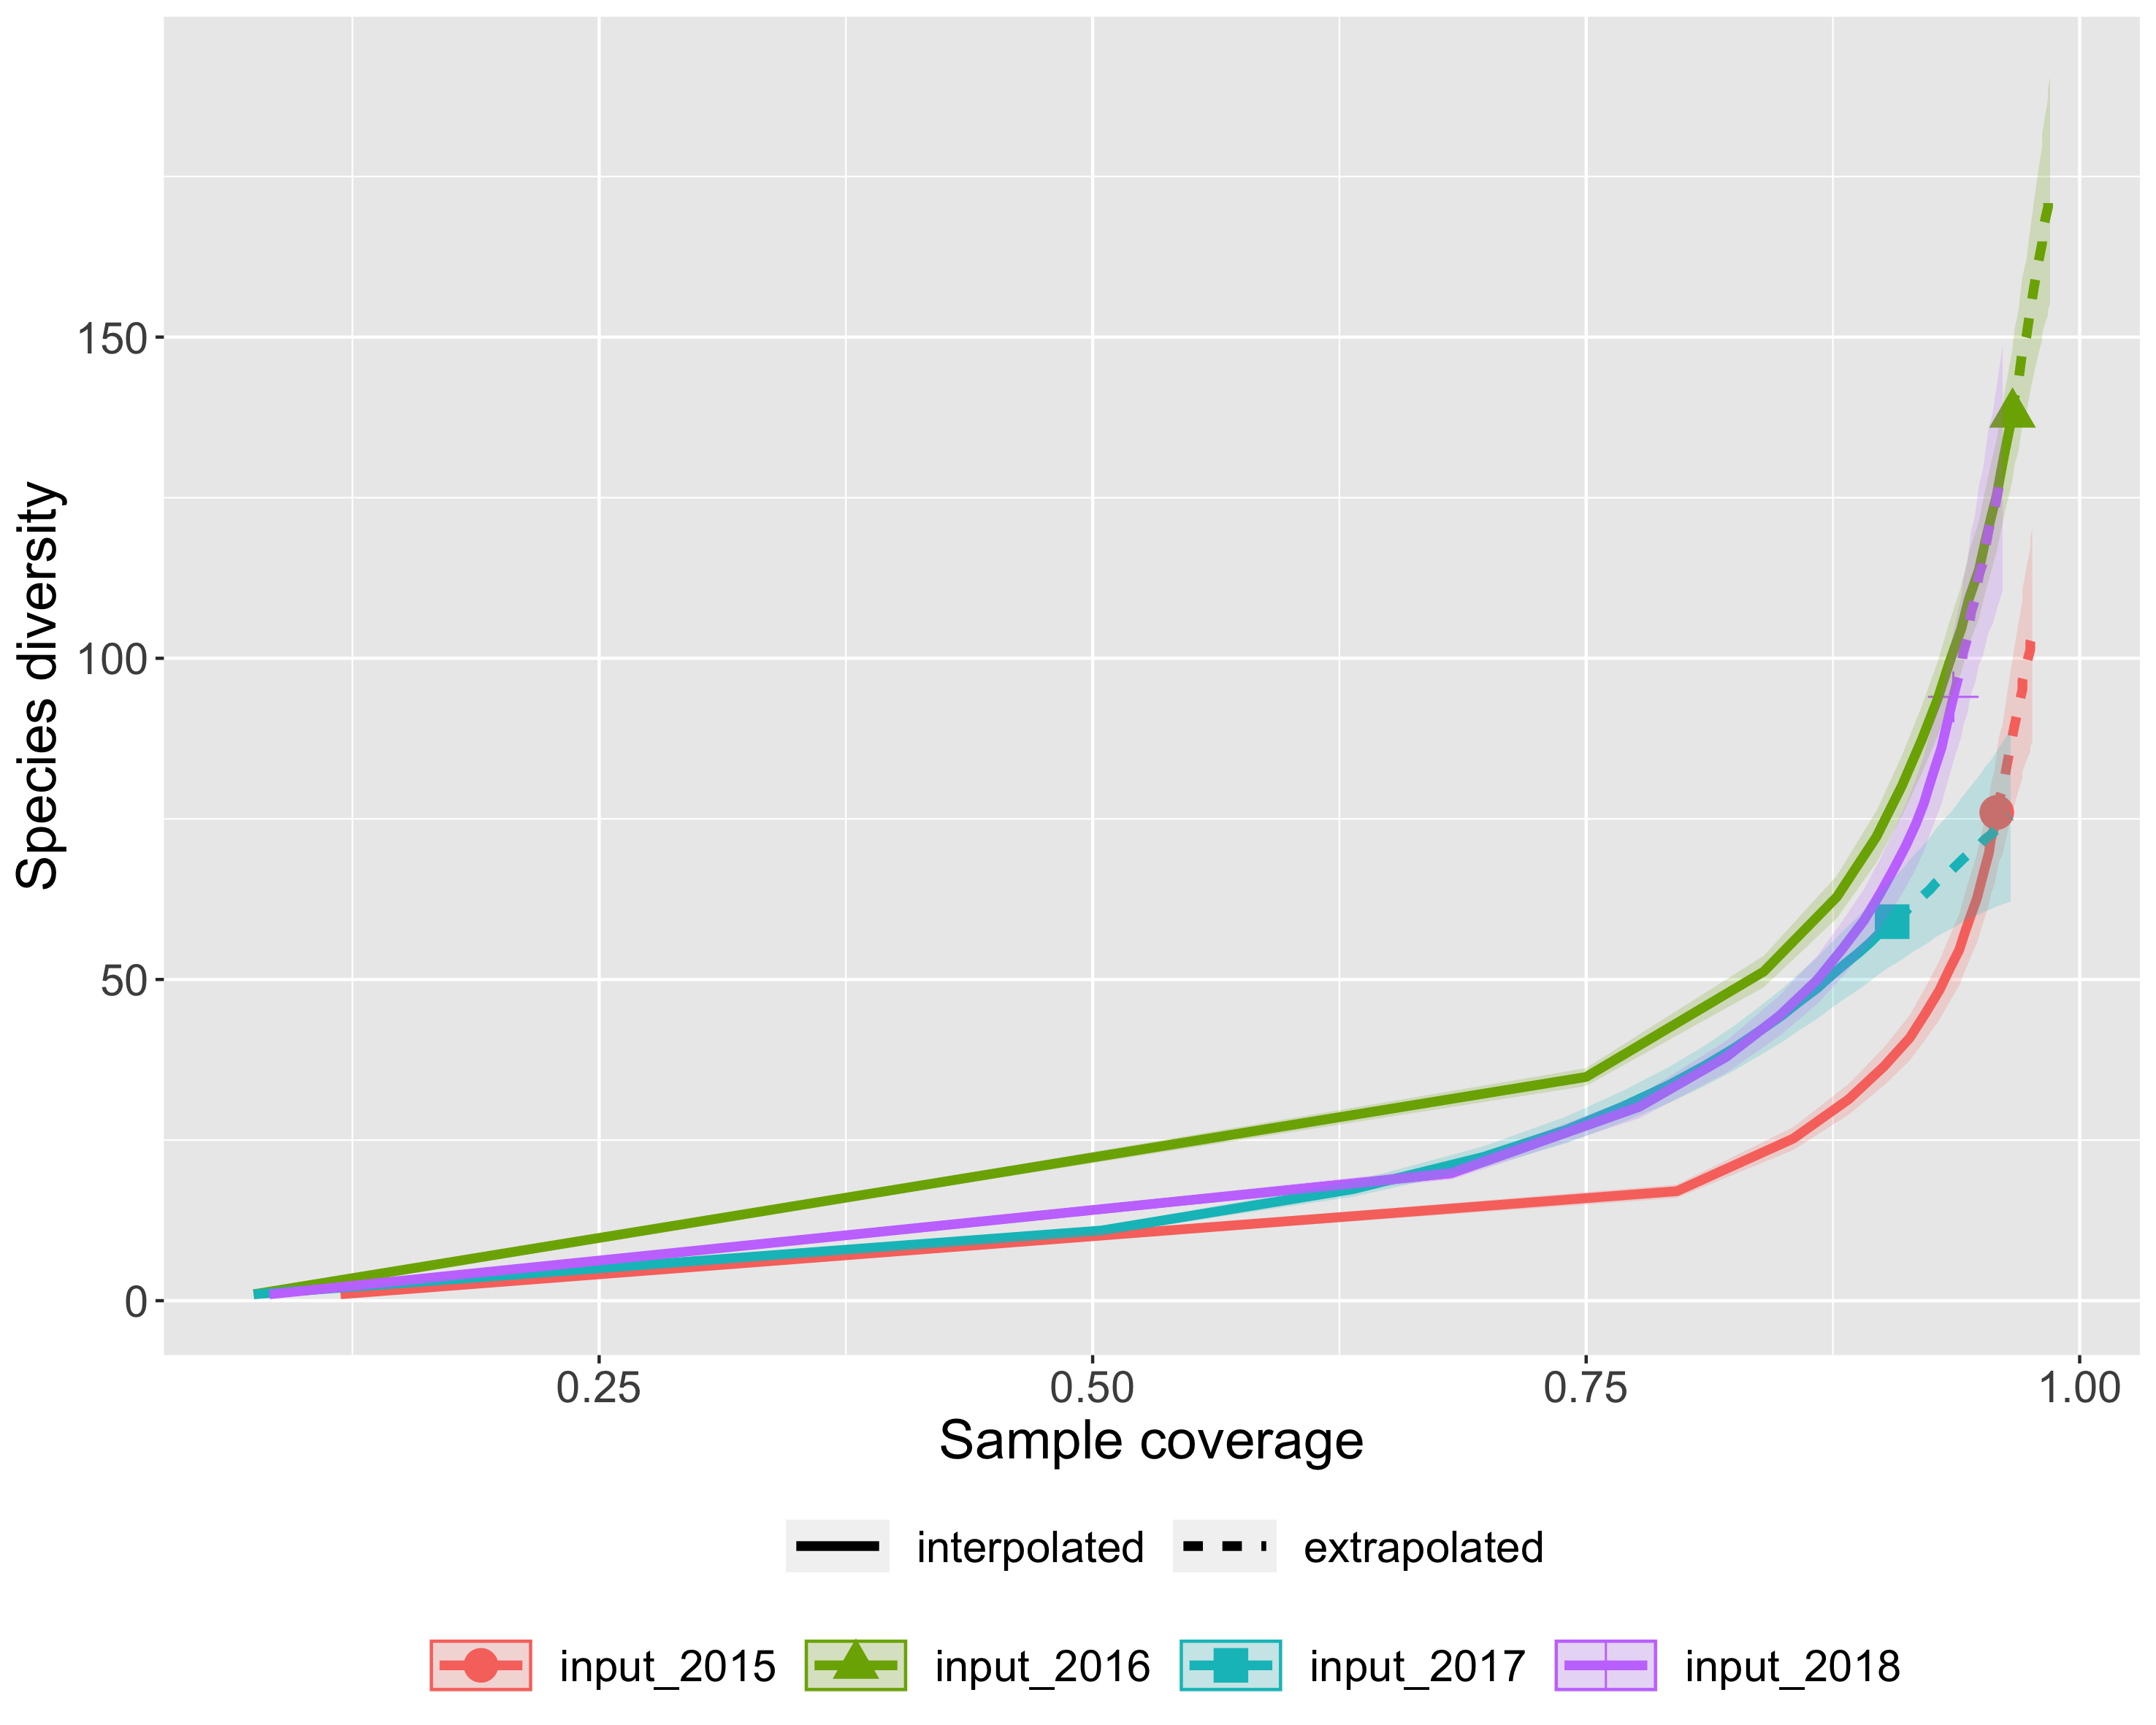 Species diversity
150
100
50
0
0.25 0.50 0.75 1.00
Sample coverage
interpolated extrapolated
input_2015 input_2016 input_2017 input_2018